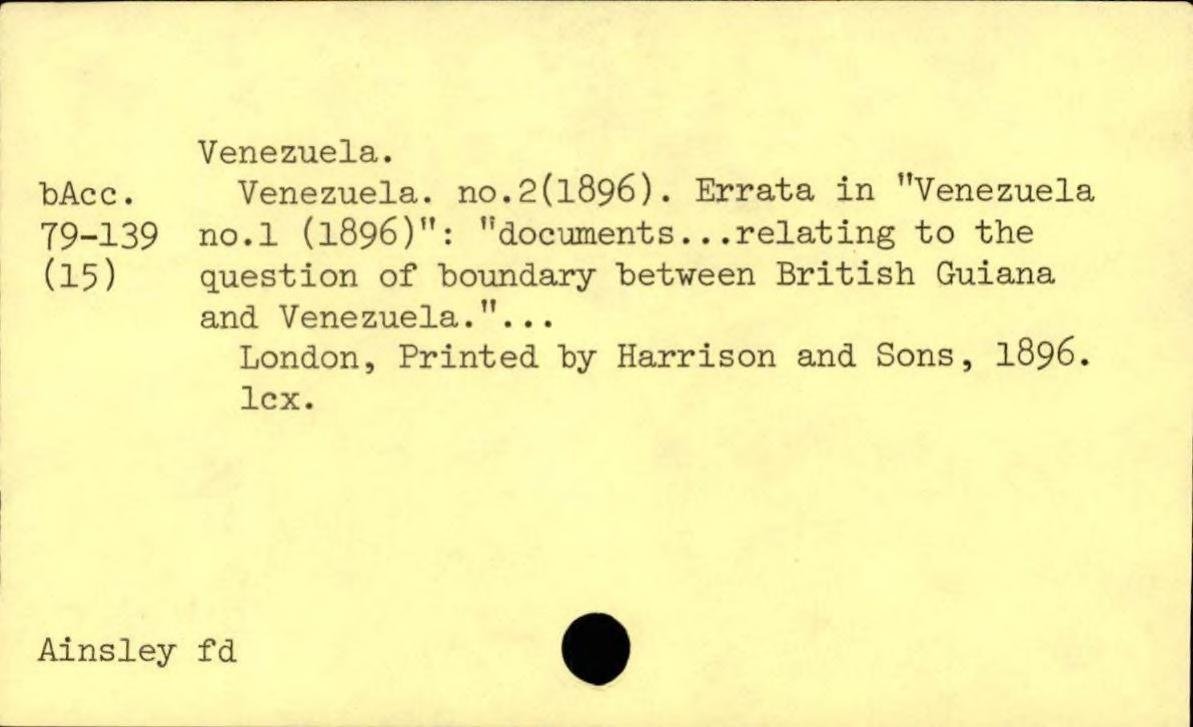 Venezuela.
bAcc. Venezuela. no.2(1896). Errata in "Venezuela
79-139 no.1 (1896)": "documents...relating to the
(15) question of boundary between British Guiana
and Venezuela."...
London, Printed by Harrison and Sons, 1896.
lcx.
Ainsley fd